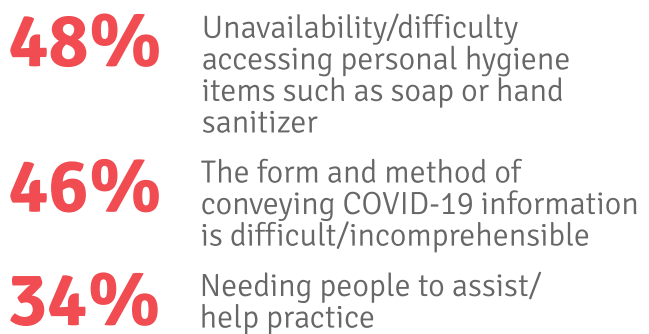 48%
Unavailability/difficulty
accessing personal hygiene
items such as soap or hand
sanitizer
46%
The form and method of
conveying COVID-19 information
is difficult/incomprehensible
34%
Needing people to assist/
help practice